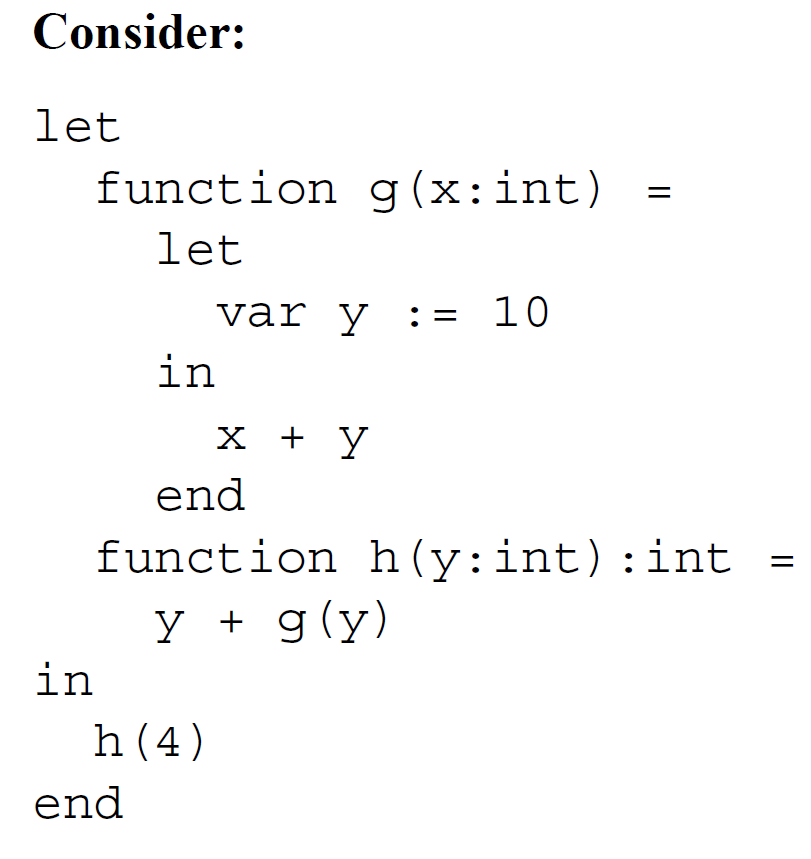 Consider:
let
function g(x:int) =
let
var y := 10
in
x + y
end
function h(y:int):int =
y + g(y)
in
h(4)
end